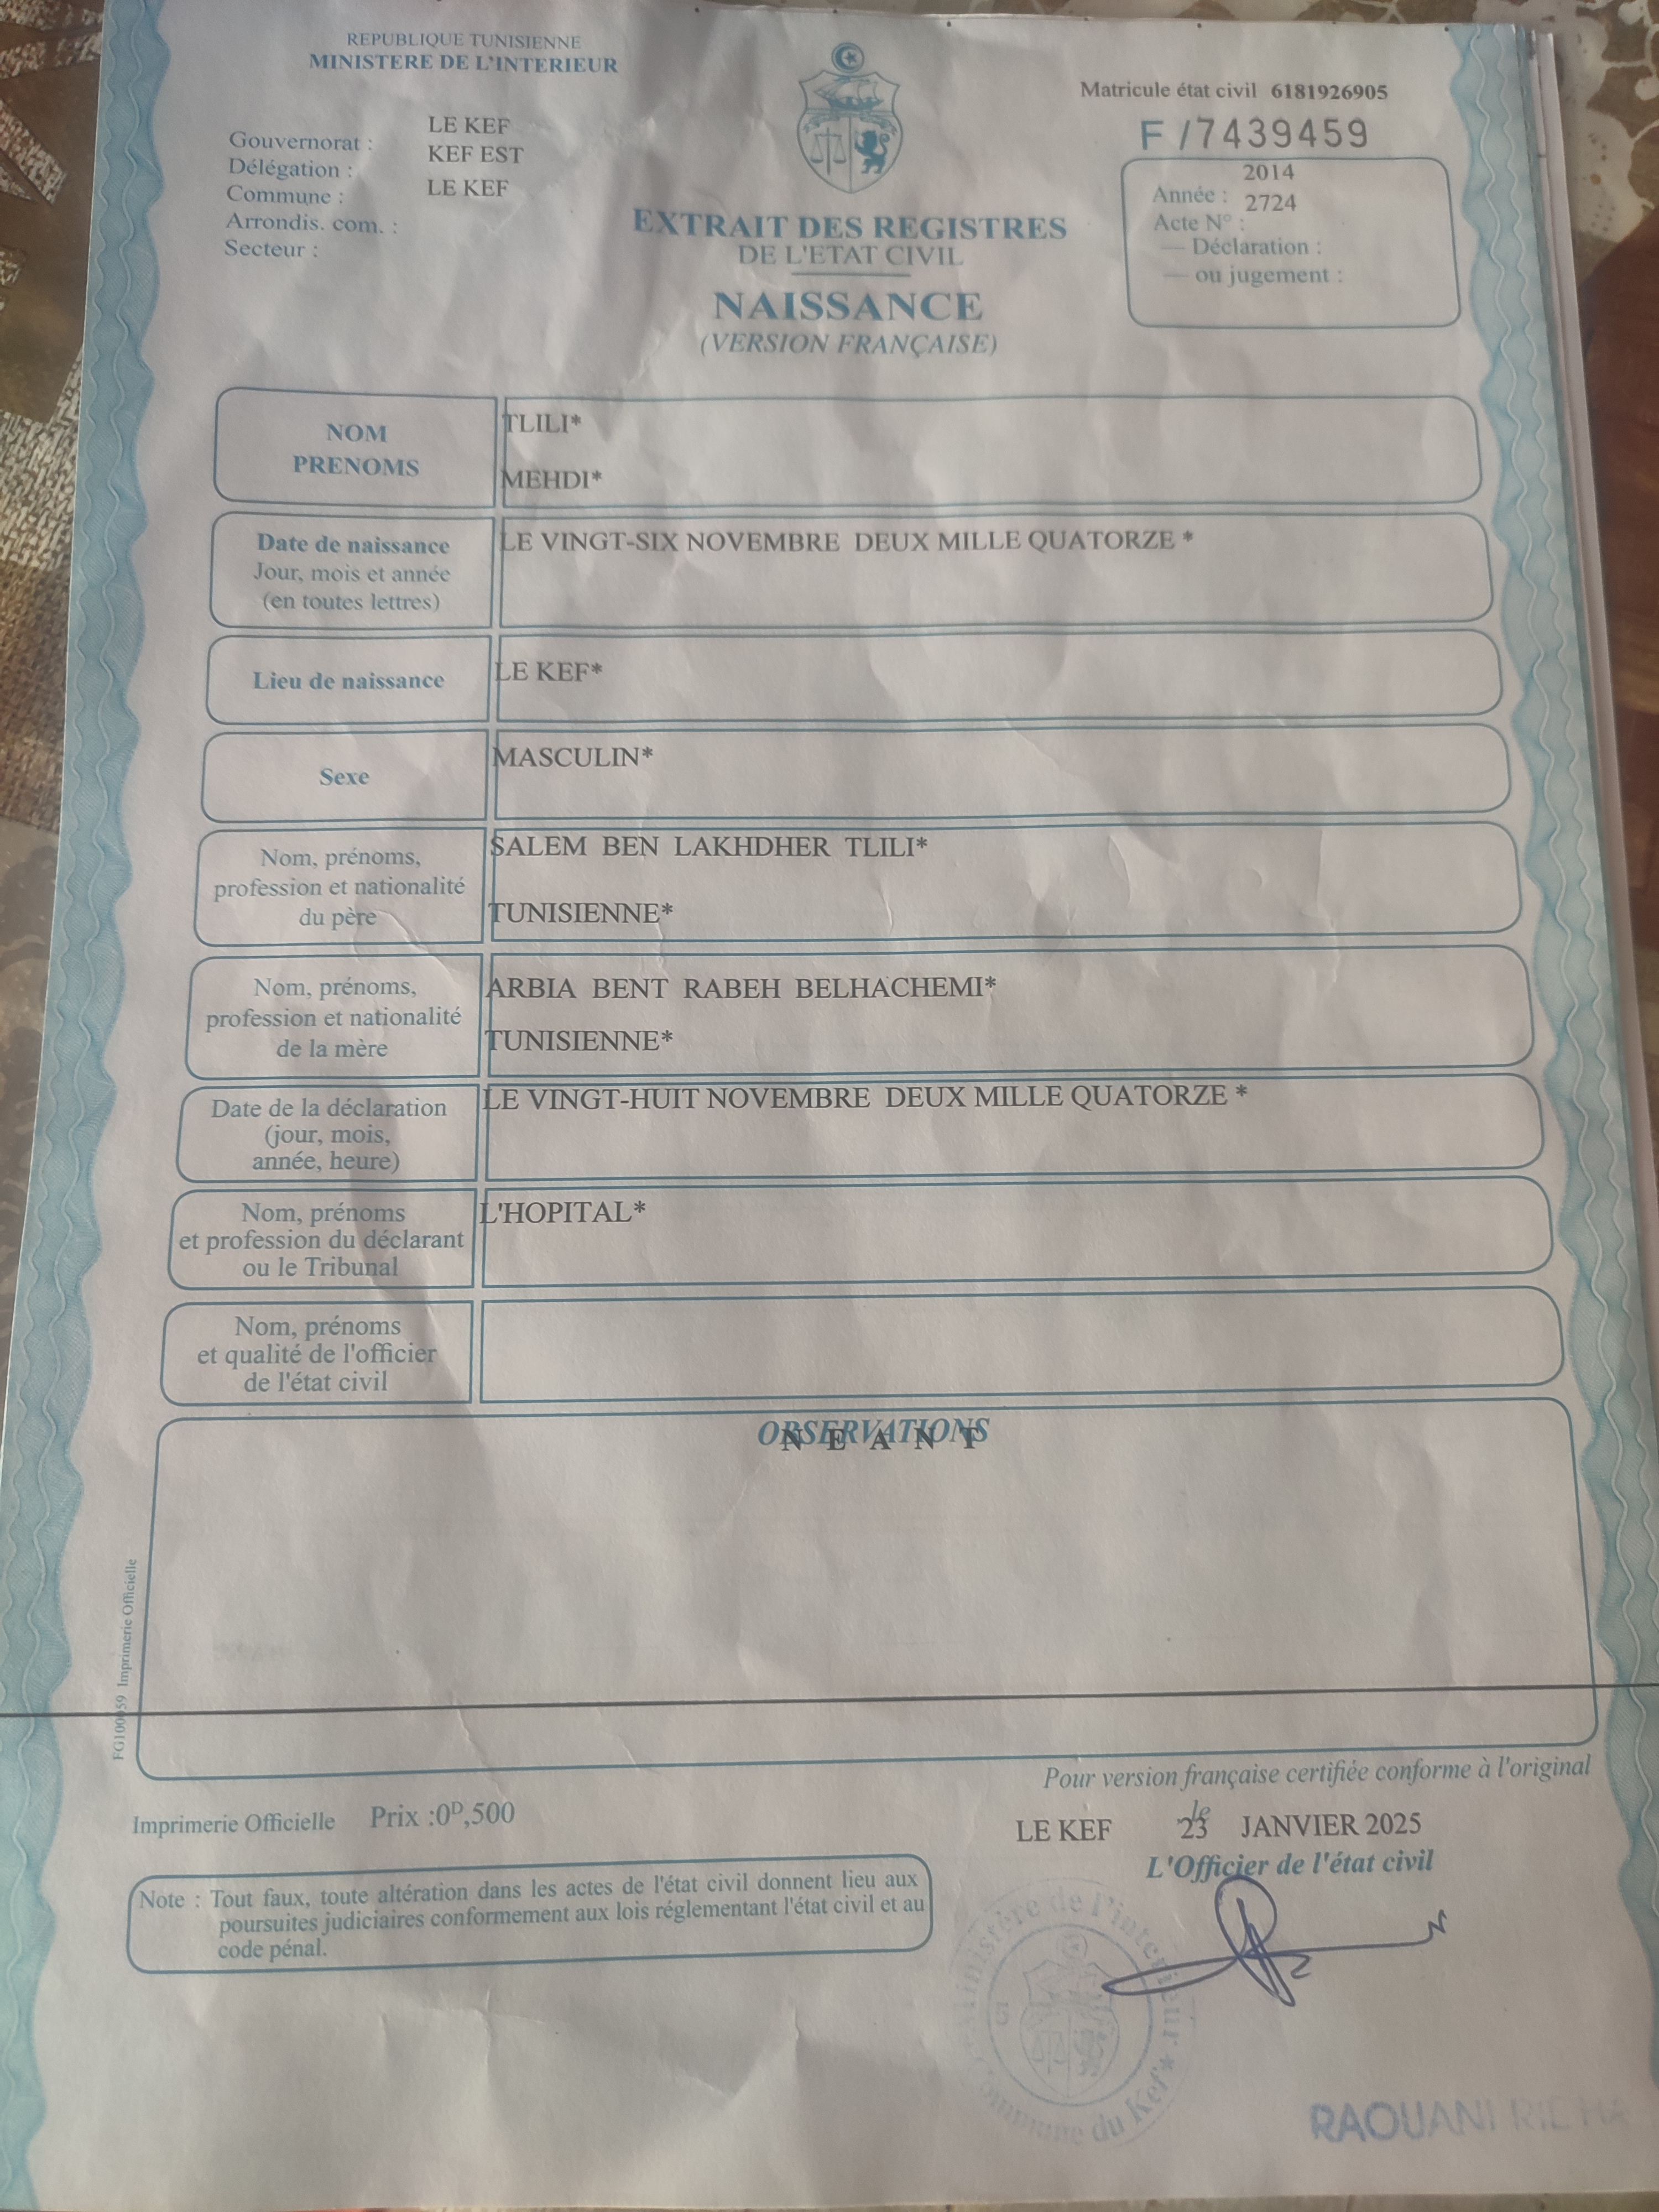 REPUBLIQUE TUNISIENNE
MINISTERE DE L'INTERIEUR
Gouvernorat : LE KEF
Délégation : KEF EST
Commune : LE KEF
Arrondis. com. :
Secteur :
EXTRAIT DES REGISTRES
DE L'ETAT CIVIL
NAISSANCE
(VERSION FRANÇAISE)
Matricule état civil 6181926905
F/7439459
Année : 2014
Acte N° : 2724
— Déclaration :
— ou jugement :
NOM
PRENOMS
TLILI*
MEHDI*
Date de naissance
Jour, mois et année
(en toutes lettres)
LE VINGT-SIX NOVEMBRE DEUX MILLE QUATORZE *
Lieu de naissance
LE KEF*
Sexe
MASCULIN*
Nom, prénoms,
profession et nationalité
du père
SALEM BEN LAKHDHER TLILI*
TUNISIENNE*
Nom, prénoms,
profession et nationalité
de la mère
ARBIA BENT RABEH BELHACHEMI*
TUNISIENNE*
Date de la déclaration
(jour, mois,
année, heure)
LE VINGT-HUIT NOVEMBRE DEUX MILLE QUATORZE *
Nom, prénoms
et profession du déclarant
ou le Tribunal
L'HOPITAL*
Nom, prénoms
et qualité de l'officier
de l'état civil
OBSERVATIONS
N E A N T
Imprimerie Officielle
Pour version française certifiée conforme à l'original
Imprimerie Officielle Prix :0D,500
LE KEF le 23 JANVIER 2025
L'Officier de l'état civil
Note : Tout faux, toute altération dans les actes de l'état civil donnent lieu aux
poursuites judiciaires conformement aux lois réglementant l'état civil et au
code pénal.
Ministère de l'interieur
* Commune du Kef *
RAOUANI